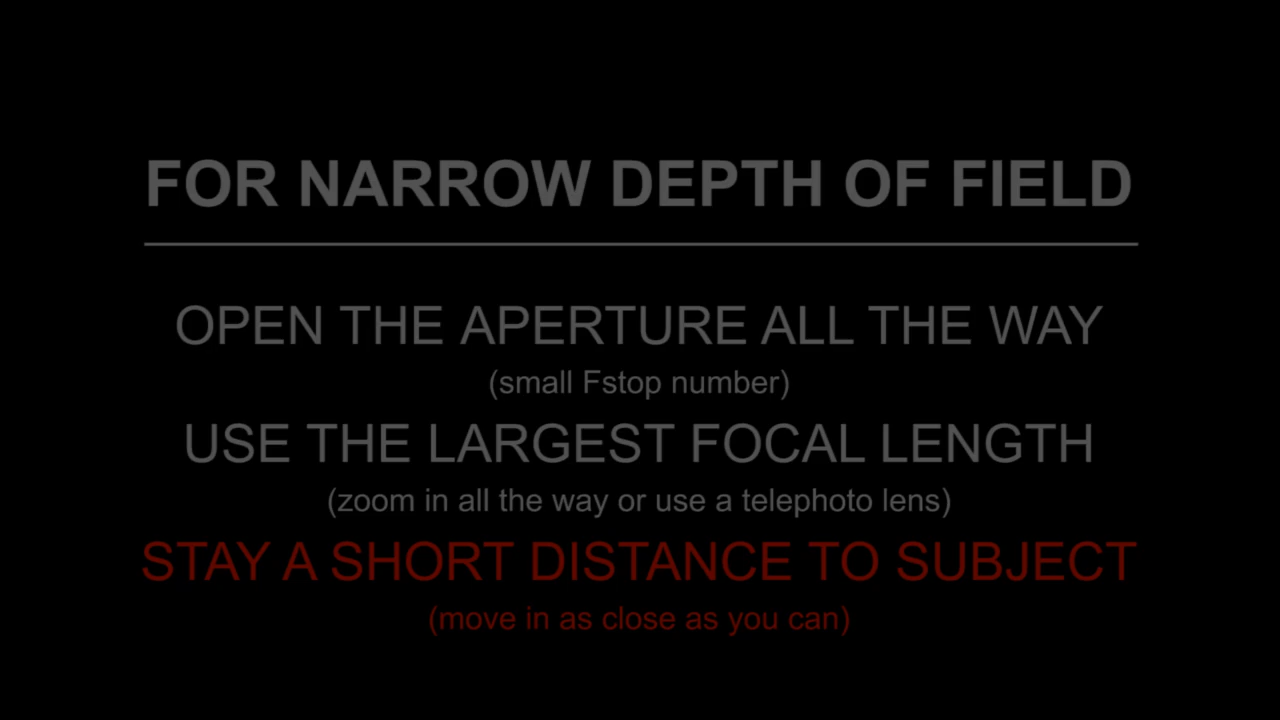 FOR NARROW DEPTH OF FIELD
OPEN THE APERTURE ALL THE WAY
(small Fstop number)
USE THE LARGEST FOCAL LENGTH
(zoom in all the way or use a telephoto lens)
STAY A SHORT DISTANCE TO SUBJECT
(move in as close as you can)